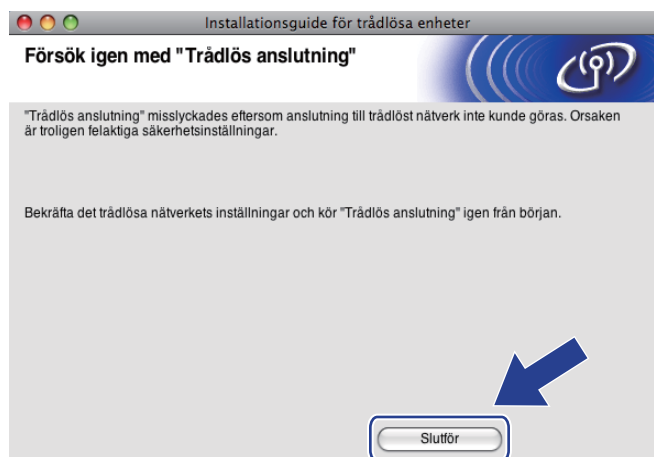 Installationsguide för trådlösa enheter
Försök igen med "Trådlös anslutning"
"Trådlös anslutning" misslyckades eftersom anslutning till trådlöst nätverk inte kunde göras. Orsaken
är troligen felaktiga säkerhetsinställningar.
Bekräfta det trådlösa nätverkets inställningar och kör "Trådlös anslutning" igen från början.
Slutför